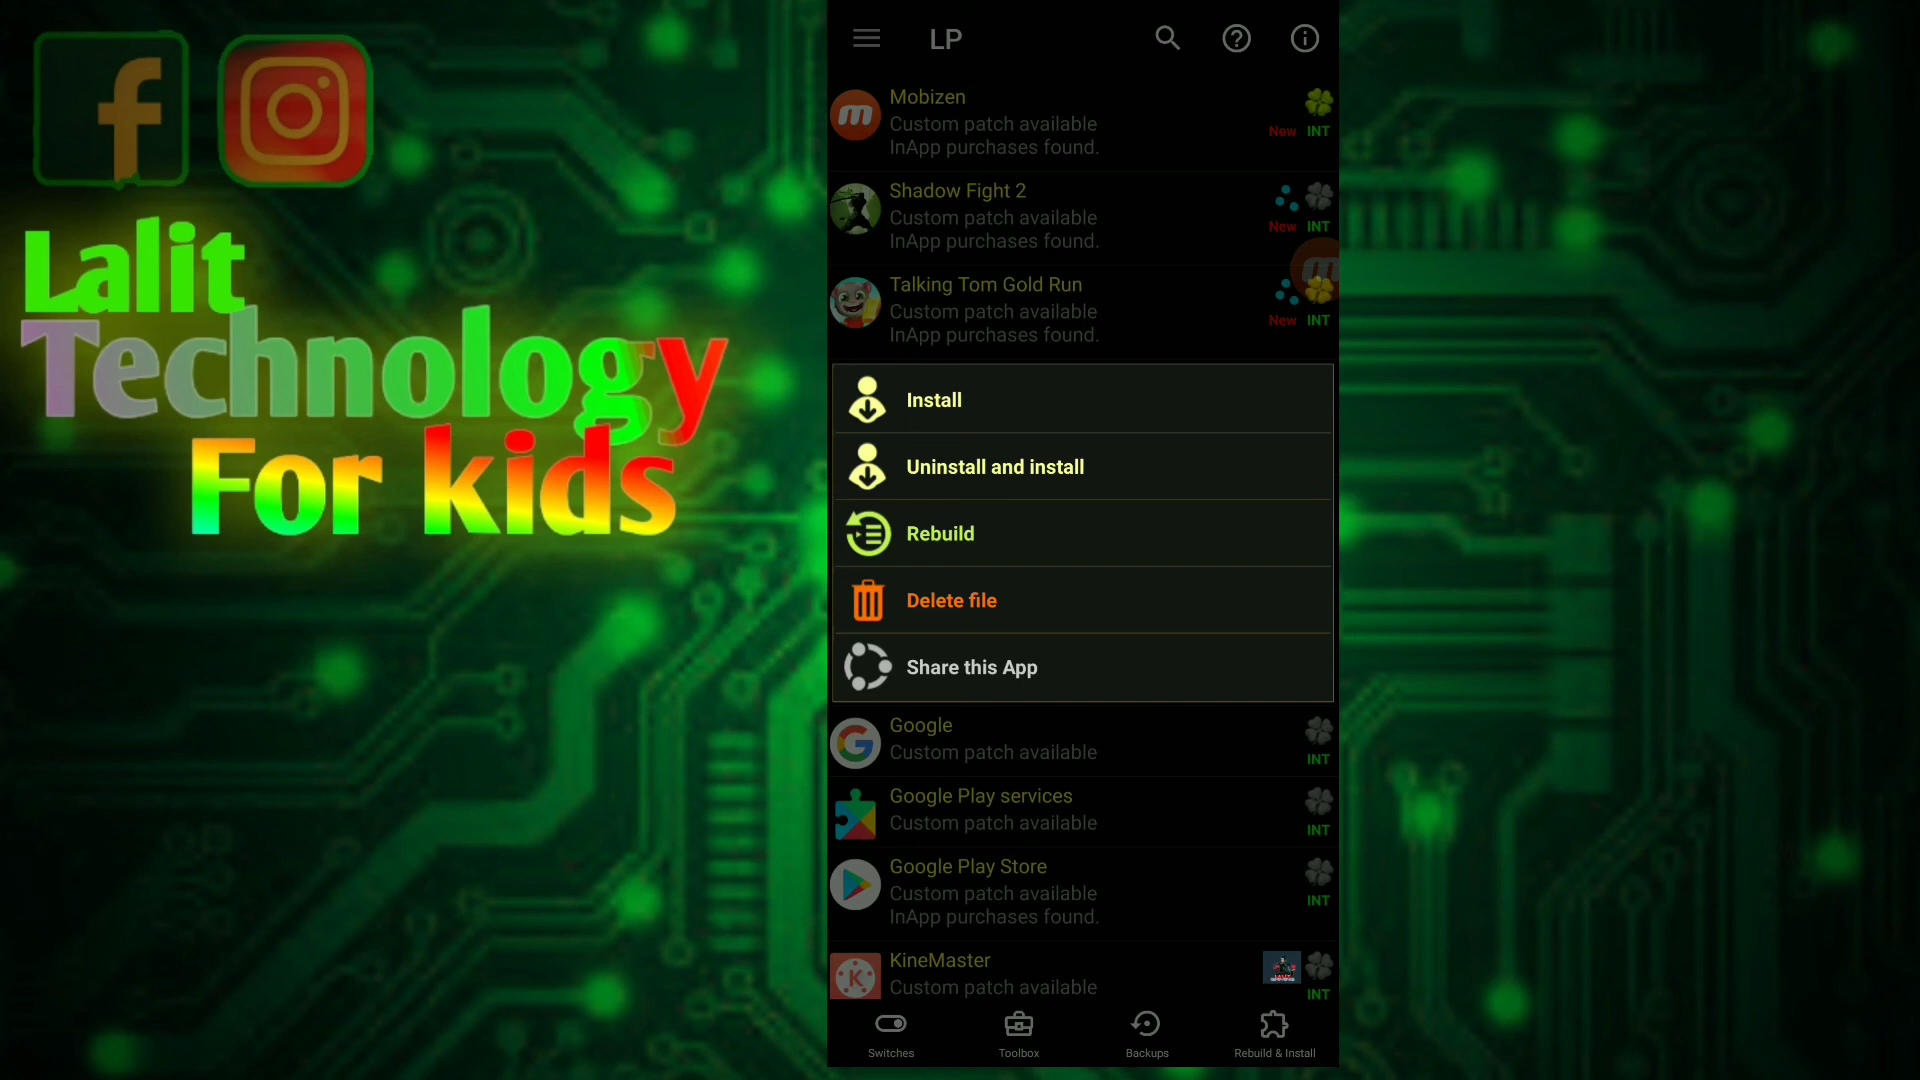 Lalit
Technology
For kids
LP
Mobizen
Custom patch available
InApp purchases found.
New INT
Shadow Fight 2
Custom patch available
InApp purchases found.
New INT
Talking Tom Gold Run
Custom patch available
InApp purchases found.
New INT
Install
Uninstall and install
Rebuild
Delete file
Share this App
Google
Custom patch available
INT
Google Play services
Custom patch available
INT
Google Play Store
Custom patch available
InApp purchases found.
INT
KineMaster
Custom patch available
INT
Switches
Toolbox
Backups
Rebuild & Install